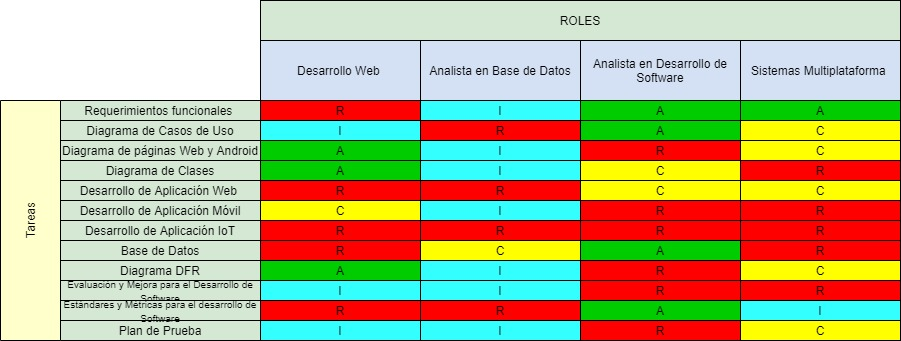 ROLES
Desarrollo Web Analista en Base de Datos Analista en Desarrollo de Software Sistemas Multiplataforma
Tareas
Requerimientos funcionales R I A A
Diagrama de Casos de Uso I R A C
Diagrama de páginas Web y Android A I R C
Diagrama de Clases A I C R
Desarrollo de Aplicación Web R R C C
Desarrollo de Aplicación Móvil C I R R
Desarrollo de Aplicación IoT R R R R
Base de Datos R C A R
Diagrama DFR A I R C
Evaluación y Mejora para el Desarrollo de Software I I R R
Estándares y Métricas para el desarrollo de Software R R A I
Plan de Prueba I I R C